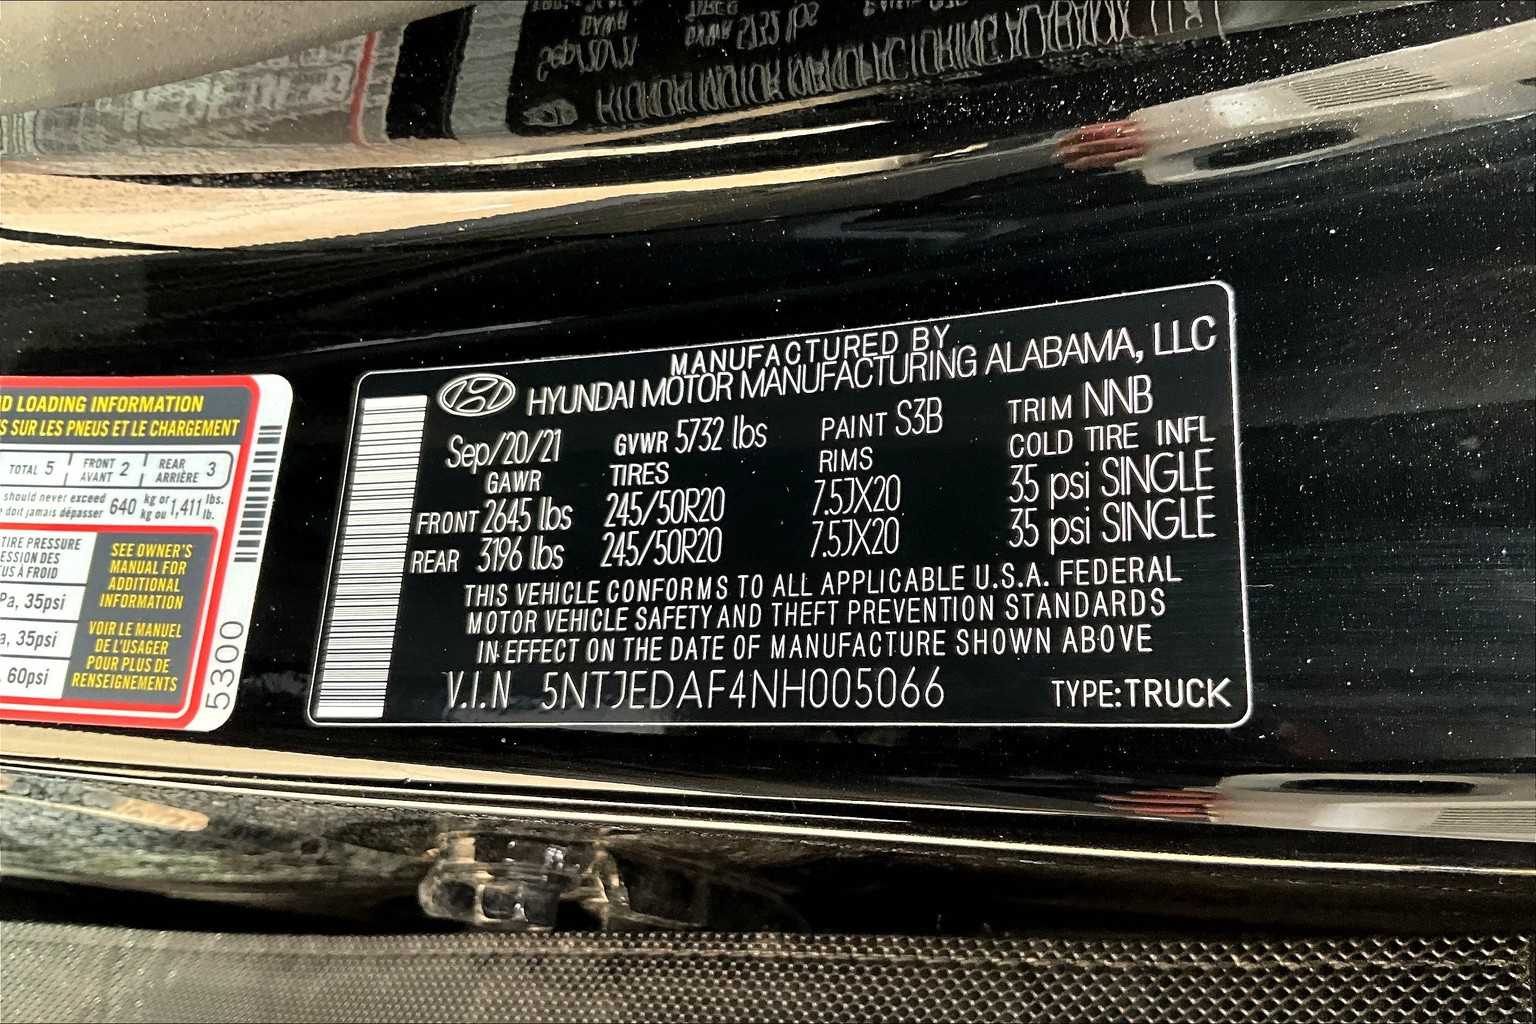 D LOADING INFORMATION
S SUR LES PNEUS ET LE CHARGEMENT
TOTAL 5 FRONT AVANT 2 REAR ARRIÈRE 3
should never exceed 640 kg or 1,411 lbs.
doit jamais dépasser kg ou lb.
TIRE PRESSURE
ESSION DES
US À FROID
Pa, 35psi
a, 35psi
60psi
SEE OWNER'S
MANUAL FOR
ADDITIONAL
INFORMATION
VOIR LE MANUEL
DE L'USAGER
POUR PLUS DE
RENSEIGNEMENTS
5300
MANUFACTURED BY
HYUNDAI MOTOR MANUFACTURING ALABAMA, LLC
Sep/20/21 GVWR 5732 lbs PAINT S3B TRIM NNB
GAWR TIRES RIMS COLD TIRE INFL
FRONT 2645 lbs 245/50R20 7.5JX20 35 psi SINGLE
REAR 3196 lbs 245/50R20 7.5JX20 35 psi SINGLE
THIS VEHICLE CONFORMS TO ALL APPLICABLE U.S.A. FEDERAL
MOTOR VEHICLE SAFETY AND THEFT PREVENTION STANDARDS
IN EFFECT ON THE DATE OF MANUFACTURE SHOWN ABOVE
V.I.N 5NTJEDAF4NH005066 TYPE:TRUCK